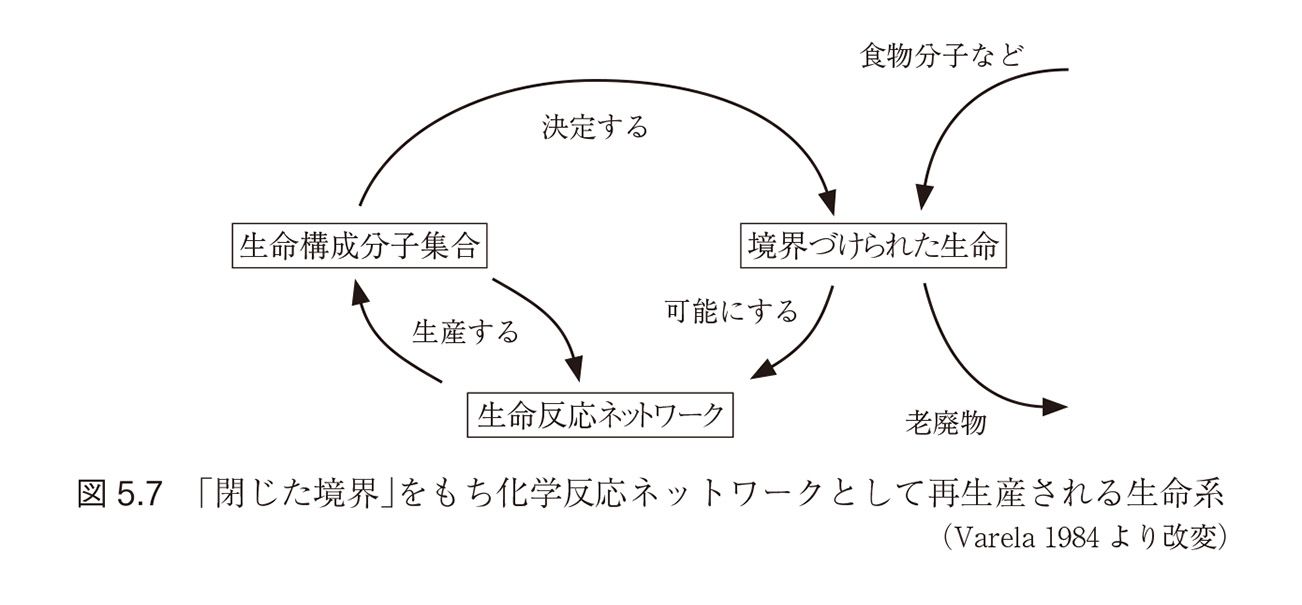 食物分子など
決定する
生命構成分子集合
境界づけられた生命
可能にする
生産する
生命反応ネットワーク
老廃物
図 5.7 「閉じた境界」をもち化学反応ネットワークとして再生産される生命系
(Varela 1984 より改変)